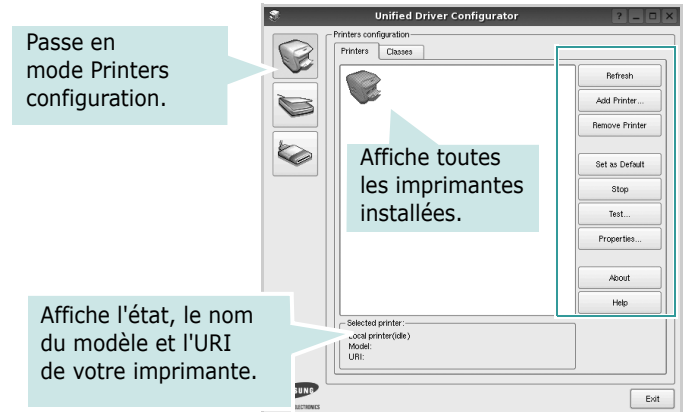 Unified Driver Configurator
Printers configuration
Printers Classes
Passe en
mode Printers
configuration.
Refresh
Add Printer...
Remove Printer
Set as Default
Stop
Test...
Properties...
About
Help
Affiche toutes
les imprimantes
installées.
Affiche l'état, le nom
du modèle et l'URI
de votre imprimante.
Selected printer:
Local printer(idle)
Model:
URI:
Exit